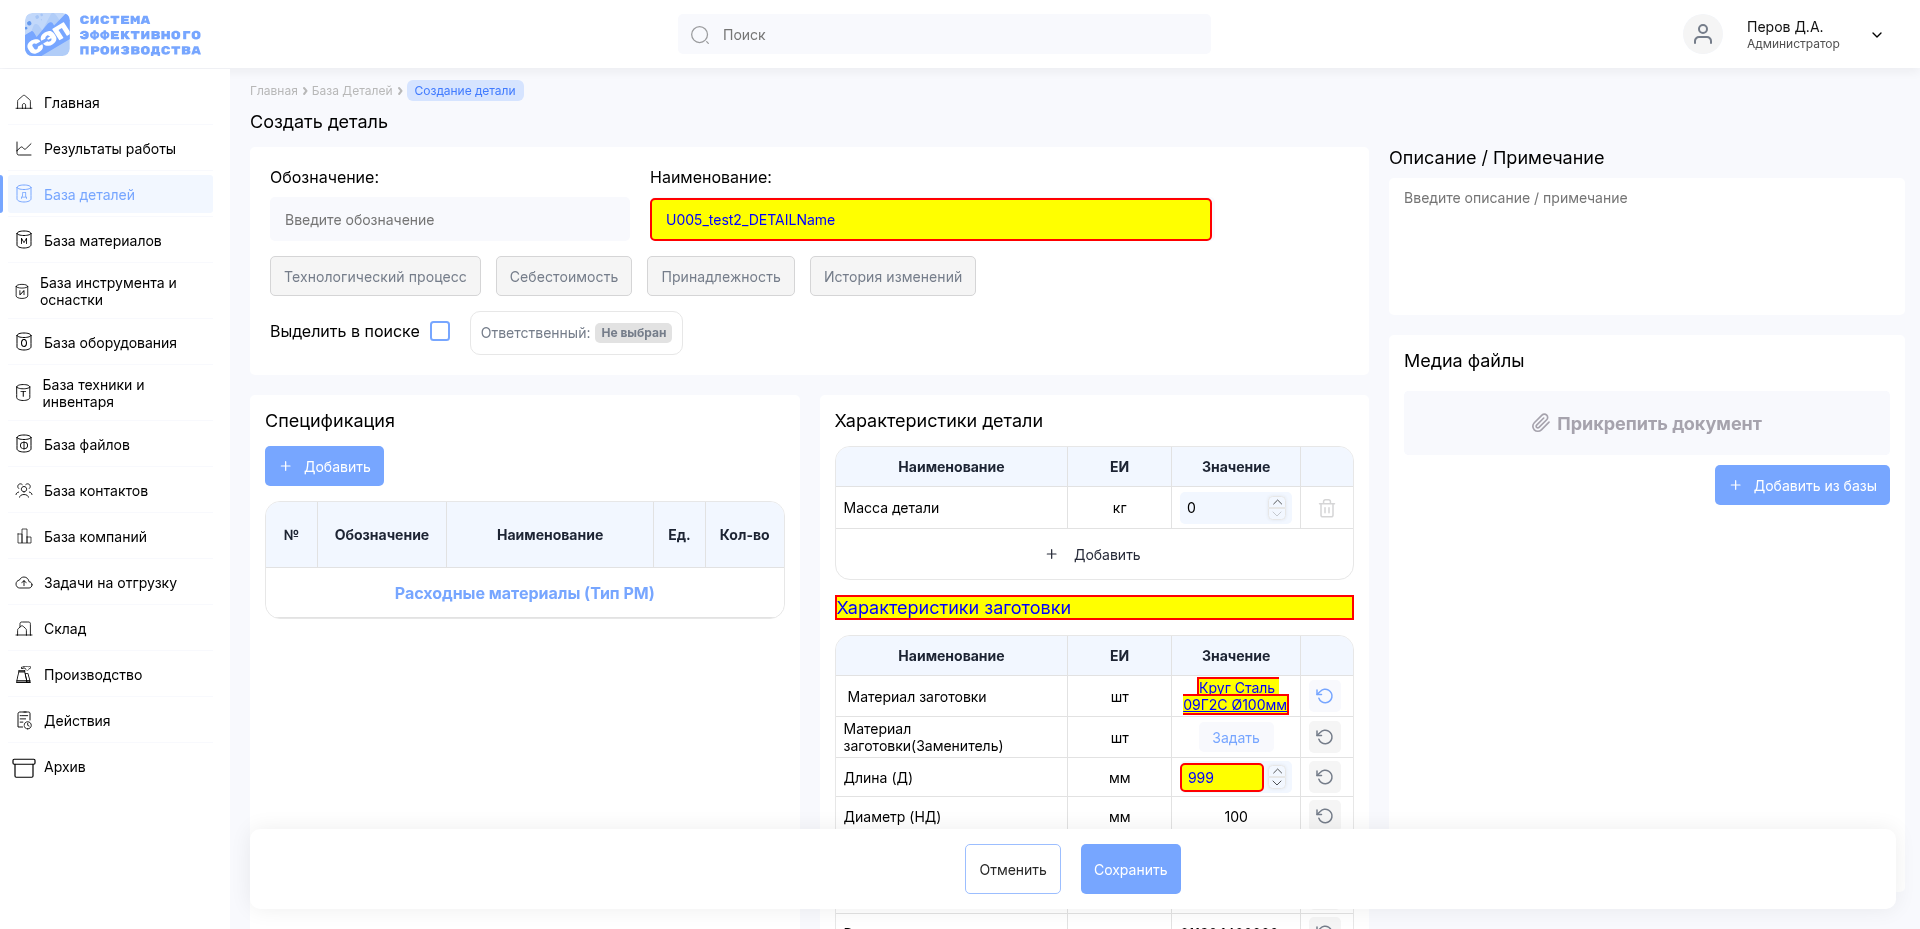 СИСТЕМА
ЭФФЕКТИВНОГО
ПРОИЗВОДСТВА
СЭП
Поиск
Перов Д.А.
Администратор
Главная
Результаты работы
База деталей
База материалов
База инструмента и
оснастки
База оборудования
База техники и
инвентаря
База файлов
База контактов
База компаний
Задачи на отгрузку
Склад
Производство
Действия
Архив
Главная › База Деталей › Создание детали
Создать деталь
Обозначение:
Введите обозначение
Наименование:
U005_test2_DETAILName
Технологический процесс
Себестоимость
Принадлежность
История изменений
Выделить в поиске
Ответственный: Не выбран
Описание / Примечание
Введите описание / примечание
Медиа файлы
Прикрепить документ
+ Добавить из базы
Спецификация
+ Добавить
№ Обозначение Наименование Ед. Кол-во
Расходные материалы (Тип РМ)
Характеристики детали
Наименование ЕИ Значение
Масса детали кг 0
+ Добавить
Характеристики заготовки
Наименование ЕИ Значение
Материал заготовки шт Круг Сталь
09Г2С Ø100мм
Материал
заготовки(Заменитель) шт Задать
Длина (Д) мм 999
Диаметр (НД) мм 100
Отменить
Сохранить